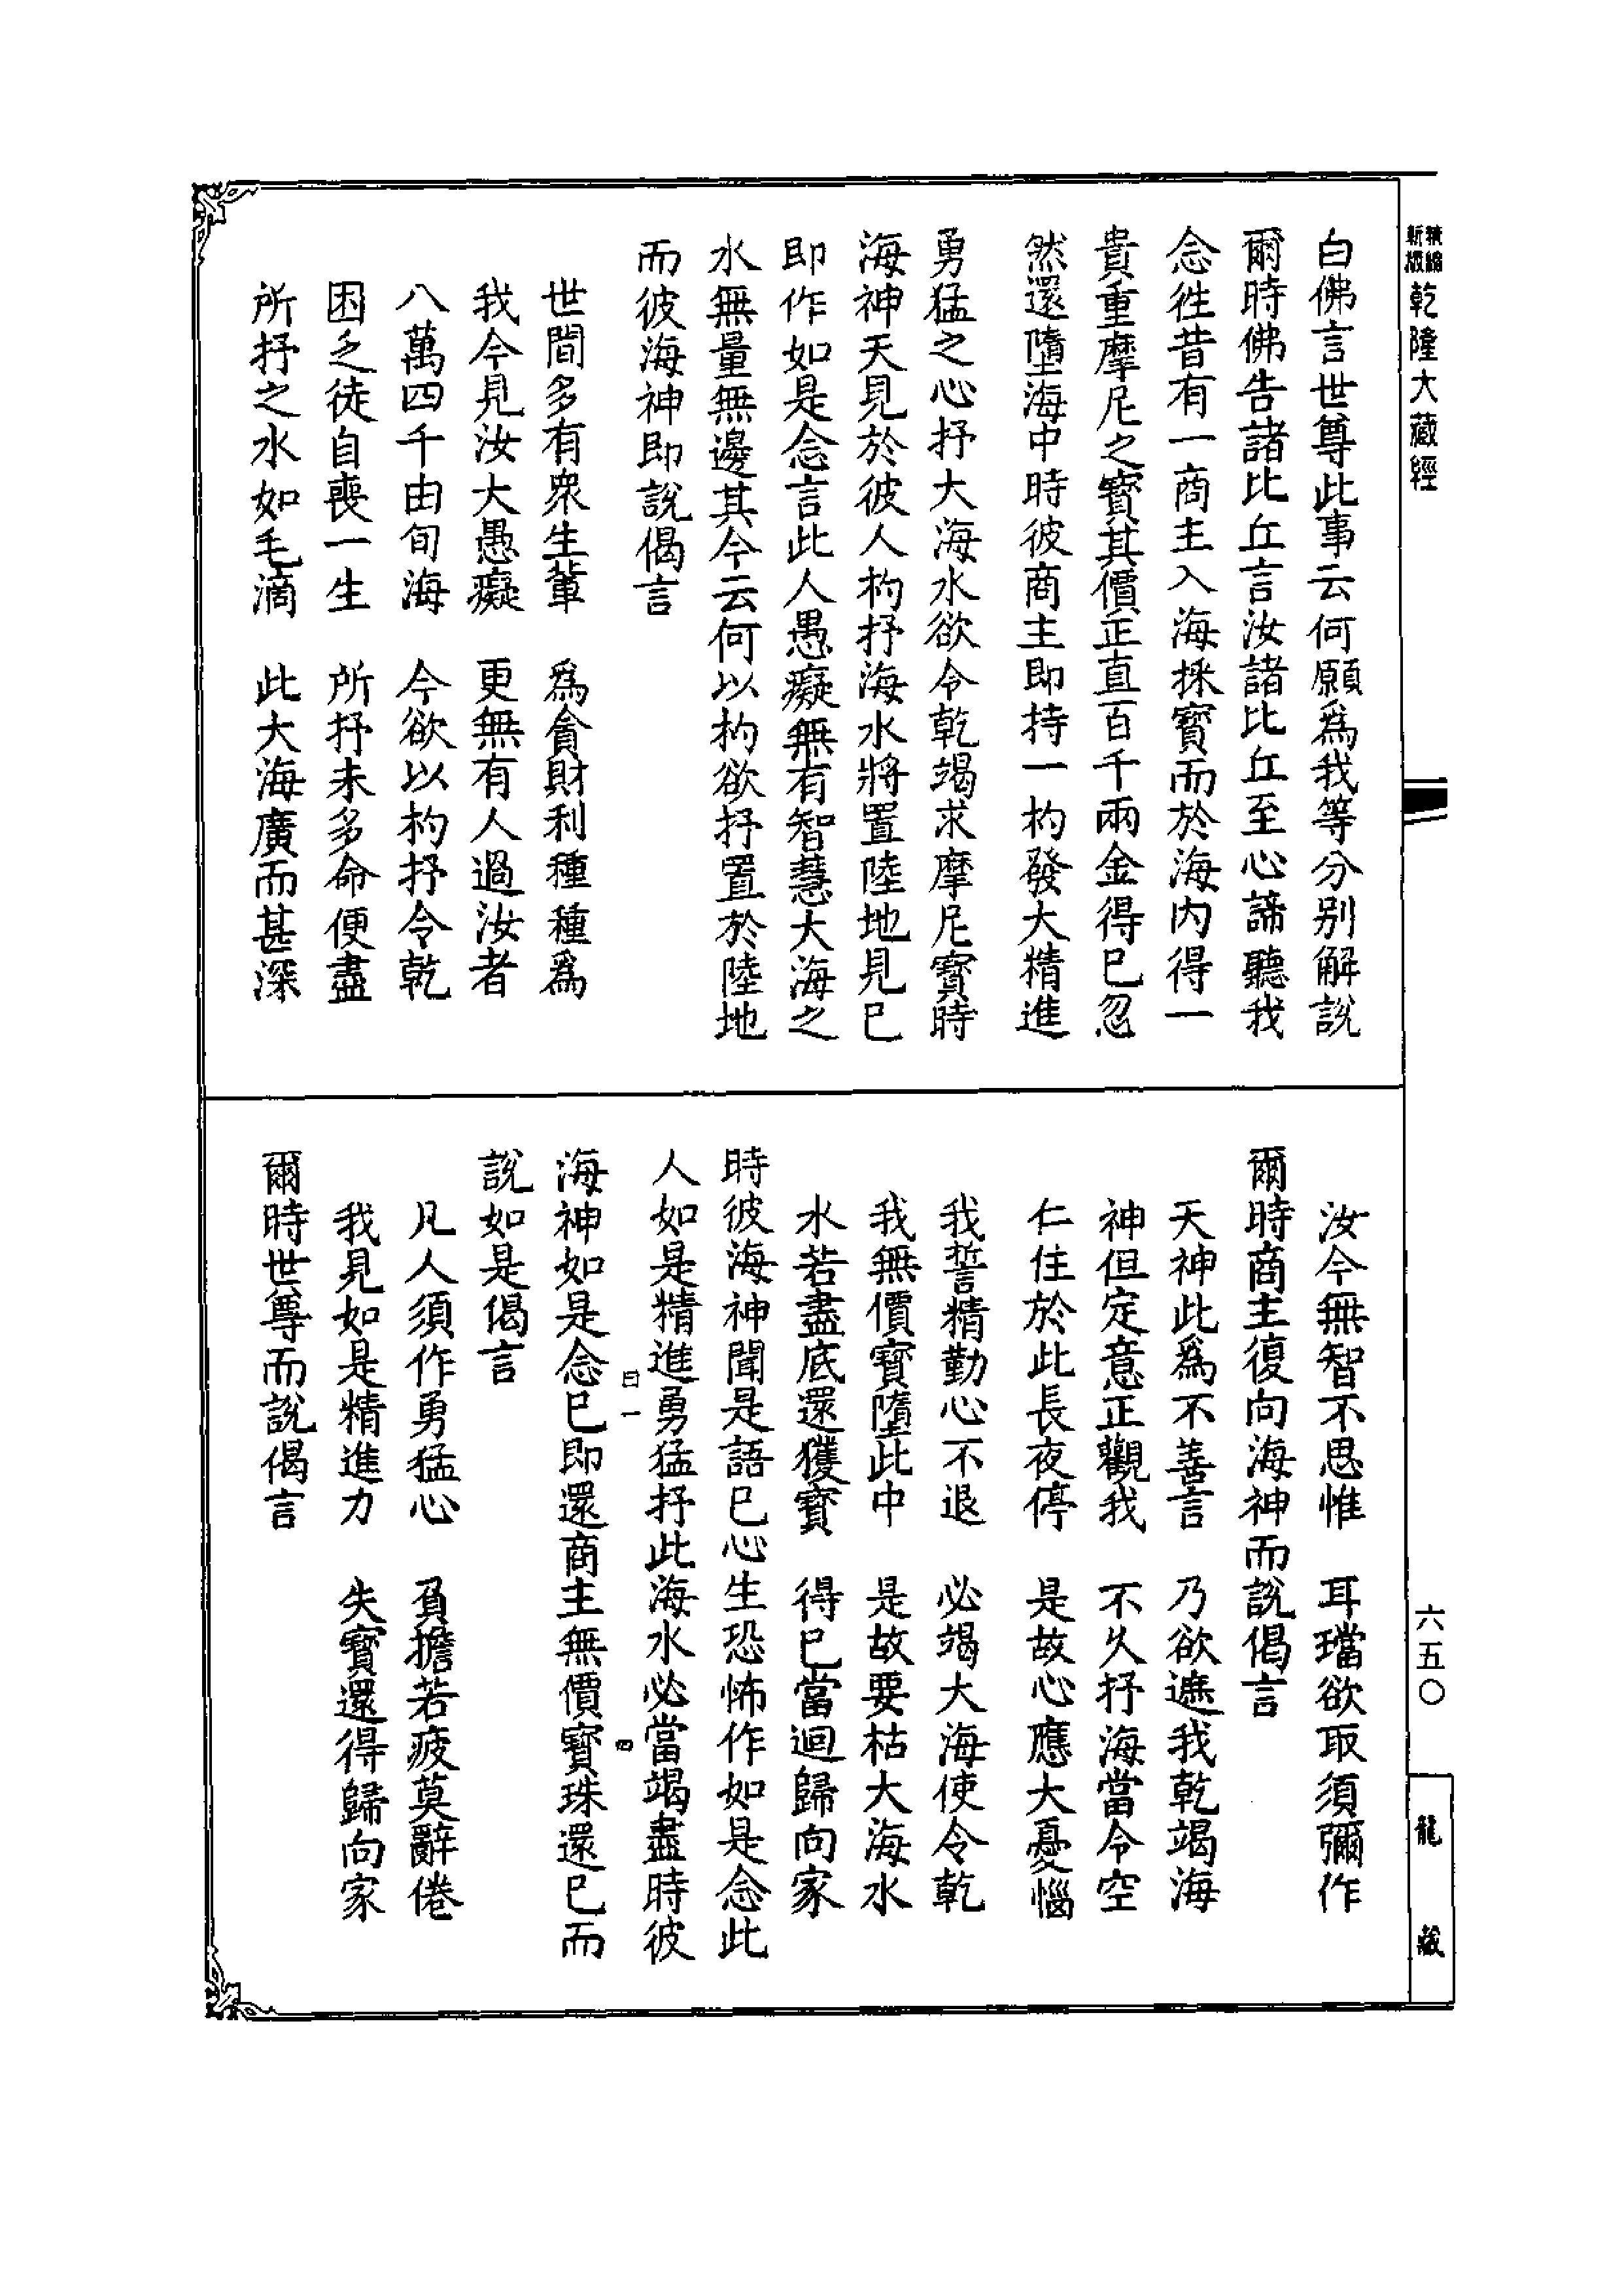 新編縮版乾隆大藏經
白佛言世尊此事云何願爲我等分别解說
爾時佛告諸比丘言汝諸比丘至心諦聽我
念徃昔有一商主入海採寳而於海内得一
貴重摩尼之寳其價正直百千兩金得已忽
然還墮海中時彼商主即持一杓發大精進
勇猛之心抒大海水欲令乾竭求摩尼寳時
海神天見於彼人杓抒海水將置陸地見已
即作如是念言此人愚癡無有智慧大海之
水無量無邊其今云何以杓欲抒置於陸地
而彼海神即說偈言
世間多有衆生輩　爲貪財利種種爲
我今見汝大愚癡　更無有人過汝者
八萬四千由旬海　今欲以杓抒令乾
困乏徒自喪一生　所抒未多命便盡
所抒之水如毛滴　此大海廣而甚深
汝今無智不思惟　耳璫欲取須彌作
爾時商主復向海神而說偈言
天神此爲不善言　乃欲遮我乾竭海
神但定意正觀我　不久抒海當令空
仁住於此長夜停　是故心應大憂惱
我誓精勤心不退　必竭大海使令乾
我無價寳墮此中　是故要枯大海水
水若盡底還獲寳　得已當迴歸向家
時彼海神聞是語已心生恐怖作如是念此
人如是精進勇猛抒此海水必當竭盡時彼
曰一　四
海神如是念已即還商主無價寳珠還已而
說如是偈言
凡人須作勇猛心　負擔若疲莫辭倦
我見如是精進力　失寳還得歸向家
爾時世尊而說偈言
六五〇
龍藏